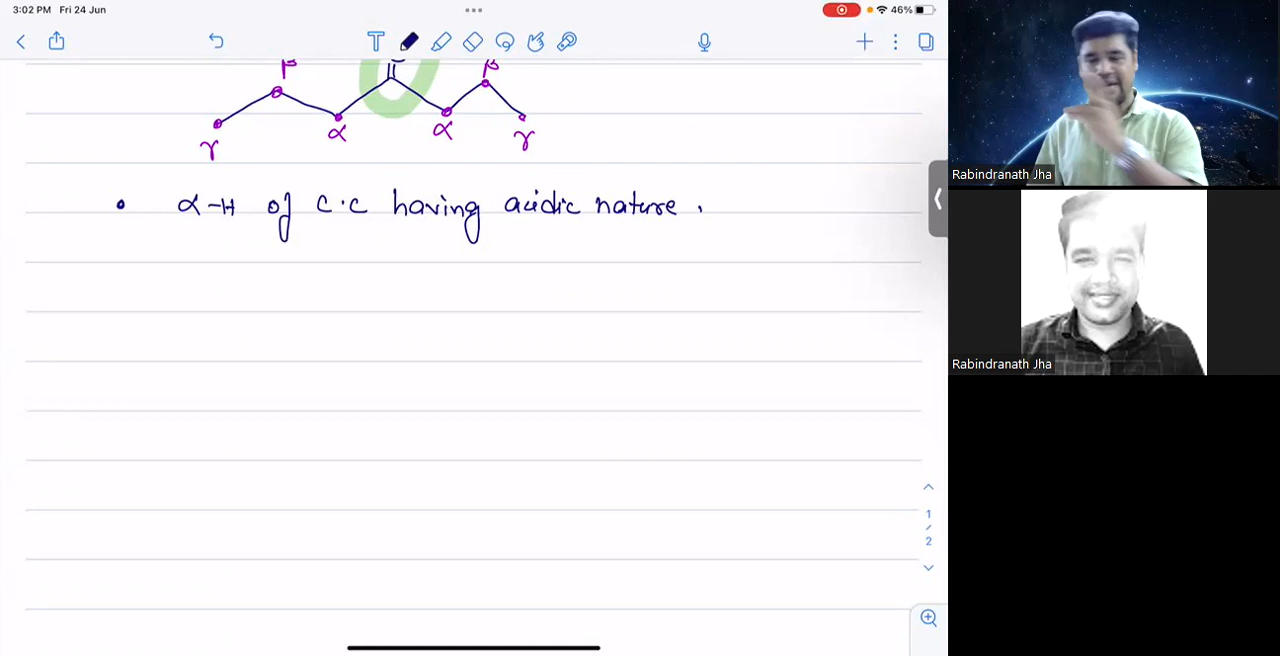 3:02 PM Fri 24 Jun
46%
β β
γ α α γ
• α-H of C.C having acidic nature.
Rabindranath Jha
Rabindranath Jha
1
/
2